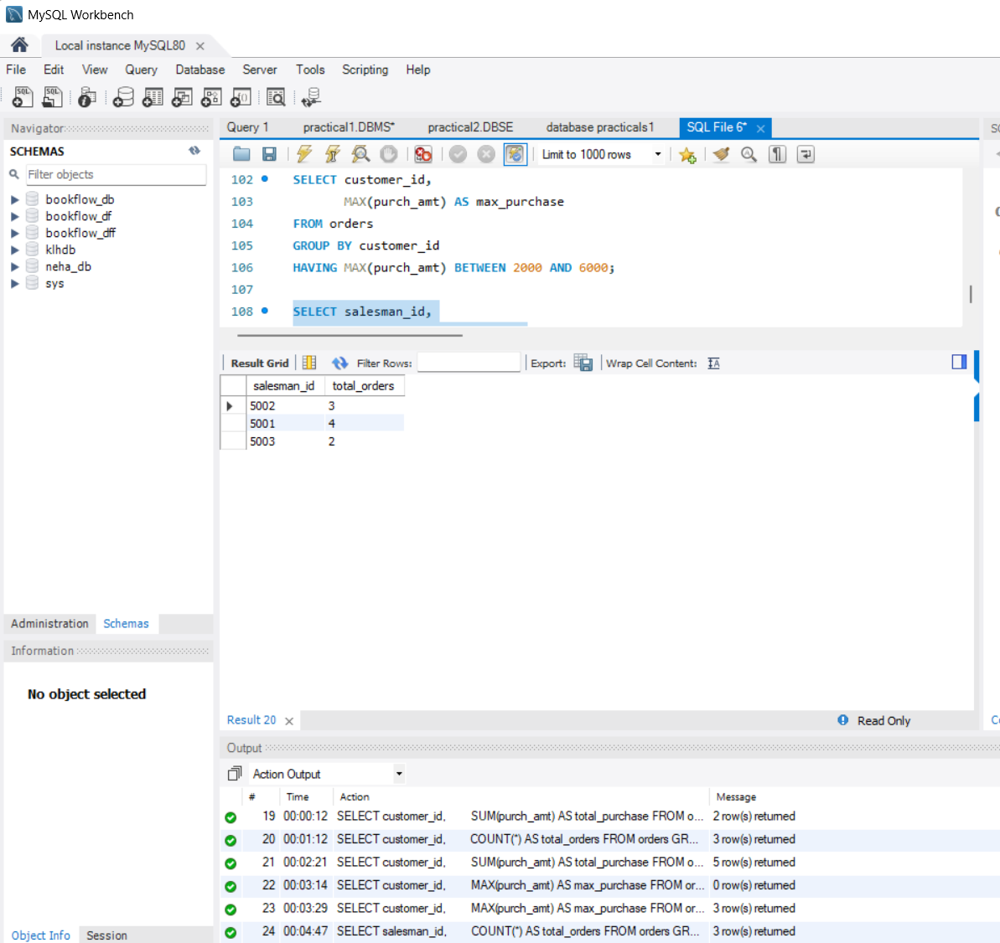 MySQL Workbench
Local instance MySQL80
File Edit View Query Database Server Tools Scripting Help
Navigator
SCHEMAS
Filter objects
bookflow_db
bookflow_df
bookflow_dff
klhdb
neha_db
sys
Administration Schemas
Information
No object selected
Object Info Session
Query 1 practical1.DBMS* practical2.DBSE database practicals1 SQL File 6*
Limit to 1000 rows
102 SELECT customer_id,
103 MAX(purch_amt) AS max_purchase
104 FROM orders
105 GROUP BY customer_id
106 HAVING MAX(purch_amt) BETWEEN 2000 AND 6000;
107
108 SELECT salesman_id,
Result Grid Filter Rows: Export: Wrap Cell Content:
salesman_id total_orders
5002 3
5001 4
5003 2
Result 20 Read Only
Output
Action Output
# Time Action Message
19 00:00:12 SELECT customer_id, SUM(purch_amt) AS total_purchase FROM o... 2 row(s) returned
20 00:01:12 SELECT customer_id, COUNT(*) AS total_orders FROM orders GR... 3 row(s) returned
21 00:02:21 SELECT customer_id, SUM(purch_amt) AS total_purchase FROM o... 5 row(s) returned
22 00:03:14 SELECT customer_id, MAX(purch_amt) AS max_purchase FROM or... 0 row(s) returned
23 00:03:29 SELECT customer_id, MAX(purch_amt) AS max_purchase FROM or... 3 row(s) returned
24 00:04:47 SELECT salesman_id, COUNT(*) AS total_orders FROM orders GR... 3 row(s) returned